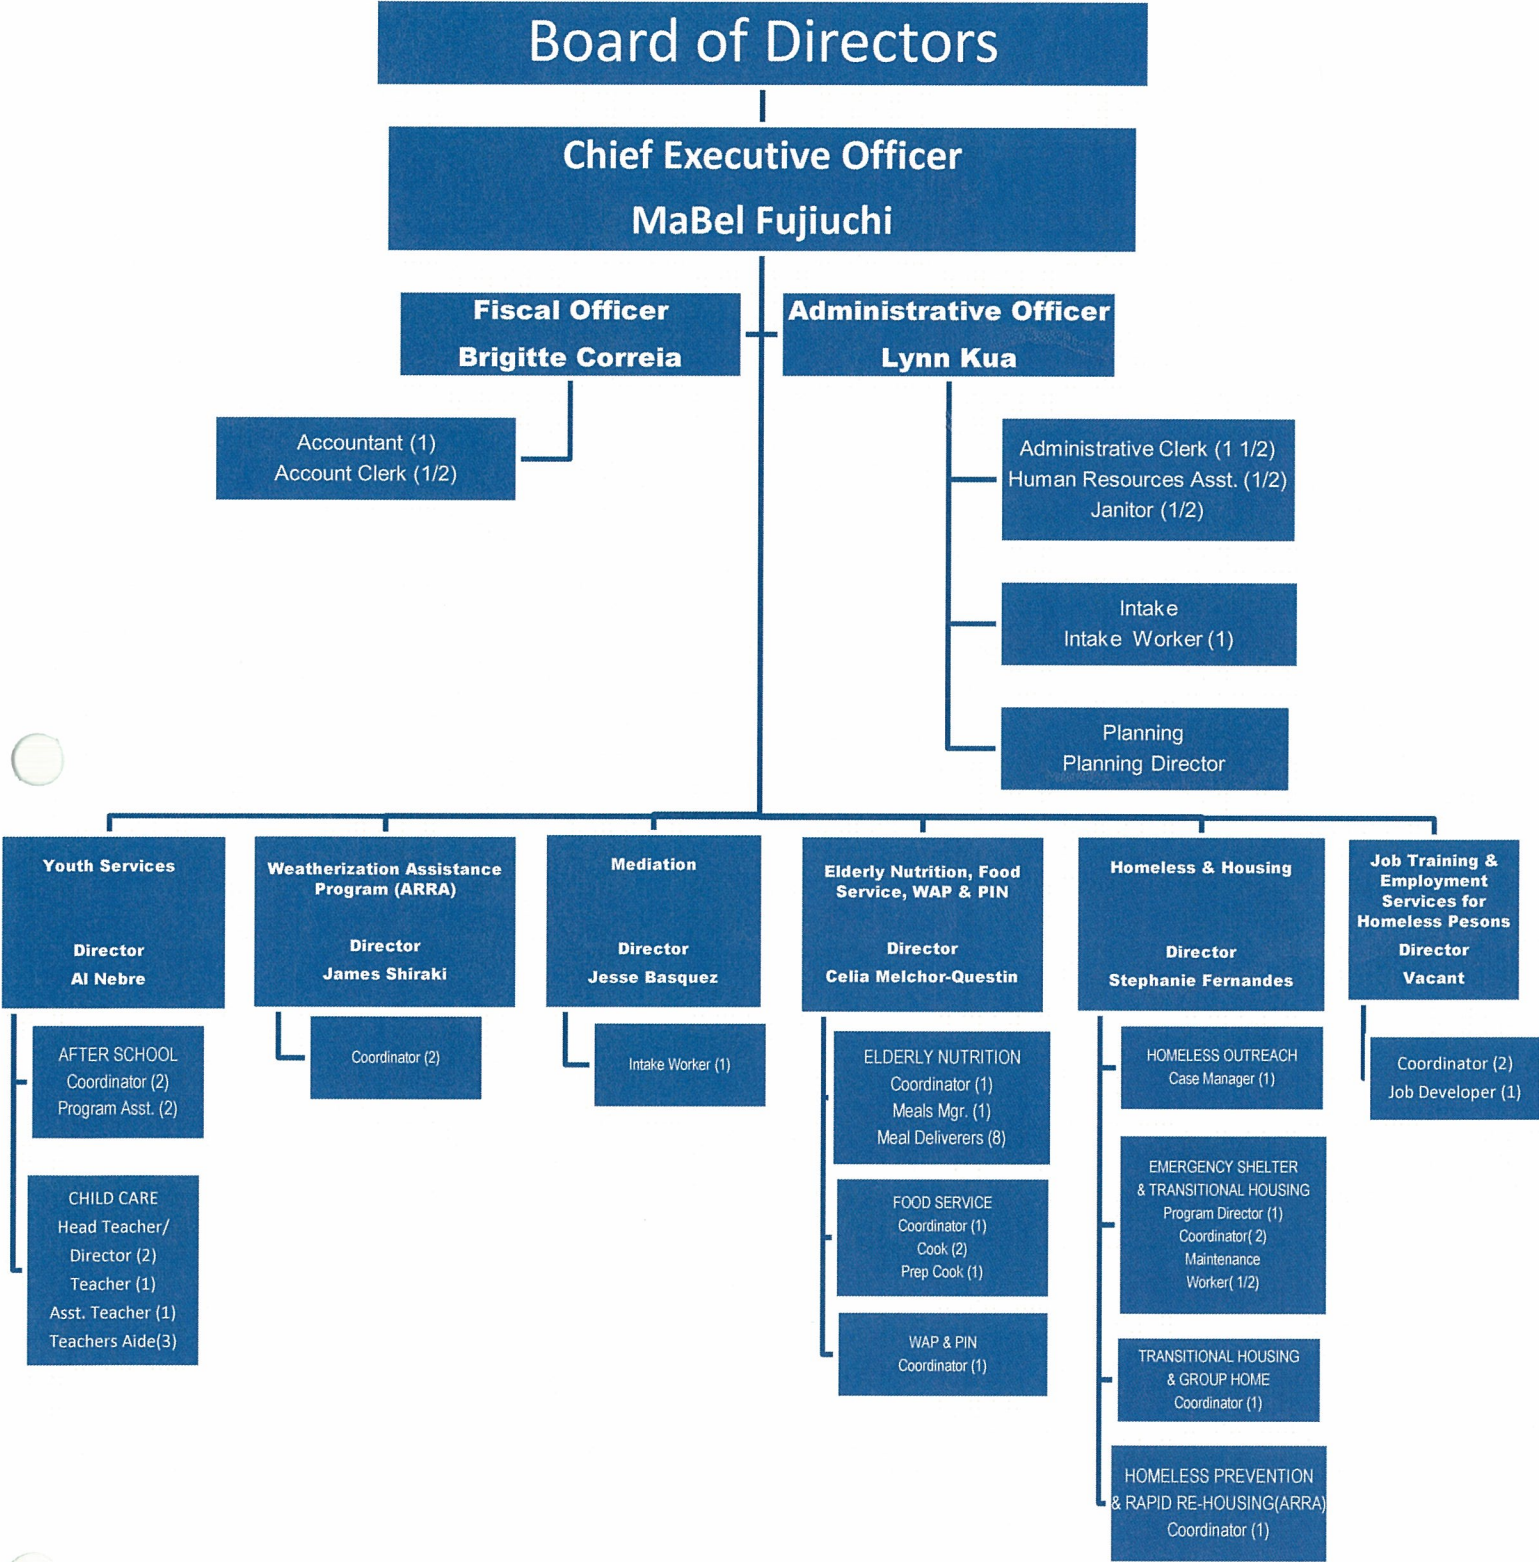 Board of Directors
Chief Executive Officer
MaBel Fujiuchi
Fiscal Officer
Brigitte Correia
Administrative Officer
Lynn Kua
Accountant (1)
Account Clerk (1/2)
Administrative Clerk (1 1/2)
Human Resources Asst. (1/2)
Janitor (1/2)
Intake
Intake Worker (1)
Planning
Planning Director
Youth Services
Director
Al Nebre
Weatherization Assistance
Program (ARRA)
Director
James Shiraki
Mediation
Director
Jesse Basquez
Elderly Nutrition, Food
Service, WAP & PIN
Director
Celia Melchor-Questin
Homeless & Housing
Director
Stephanie Fernandes
Job Training &
Employment
Services for
Homeless Pesons
Director
Vacant
AFTER SCHOOL
Coordinator (2)
Program Asst. (2)
CHILD CARE
Head Teacher/
Director (2)
Teacher (1)
Asst. Teacher (1)
Teachers Aide(3)
Coordinator (2)
Intake Worker (1)
ELDERLY NUTRITION
Coordinator (1)
Meals Mgr. (1)
Meal Deliverers (8)
FOOD SERVICE
Coordinator (1)
Cook (2)
Prep Cook (1)
WAP & PIN
Coordinator (1)
HOMELESS OUTREACH
Case Manager (1)
EMERGENCY SHELTER
& TRANSITIONAL HOUSING
Program Director (1)
Coordinator( 2)
Maintenance
Worker( 1/2)
TRANSITIONAL HOUSING
& GROUP HOME
Coordinator (1)
HOMELESS PREVENTION
& RAPID RE-HOUSING(ARRA)
Coordinator (1)
Coordinator (2)
Job Developer (1)